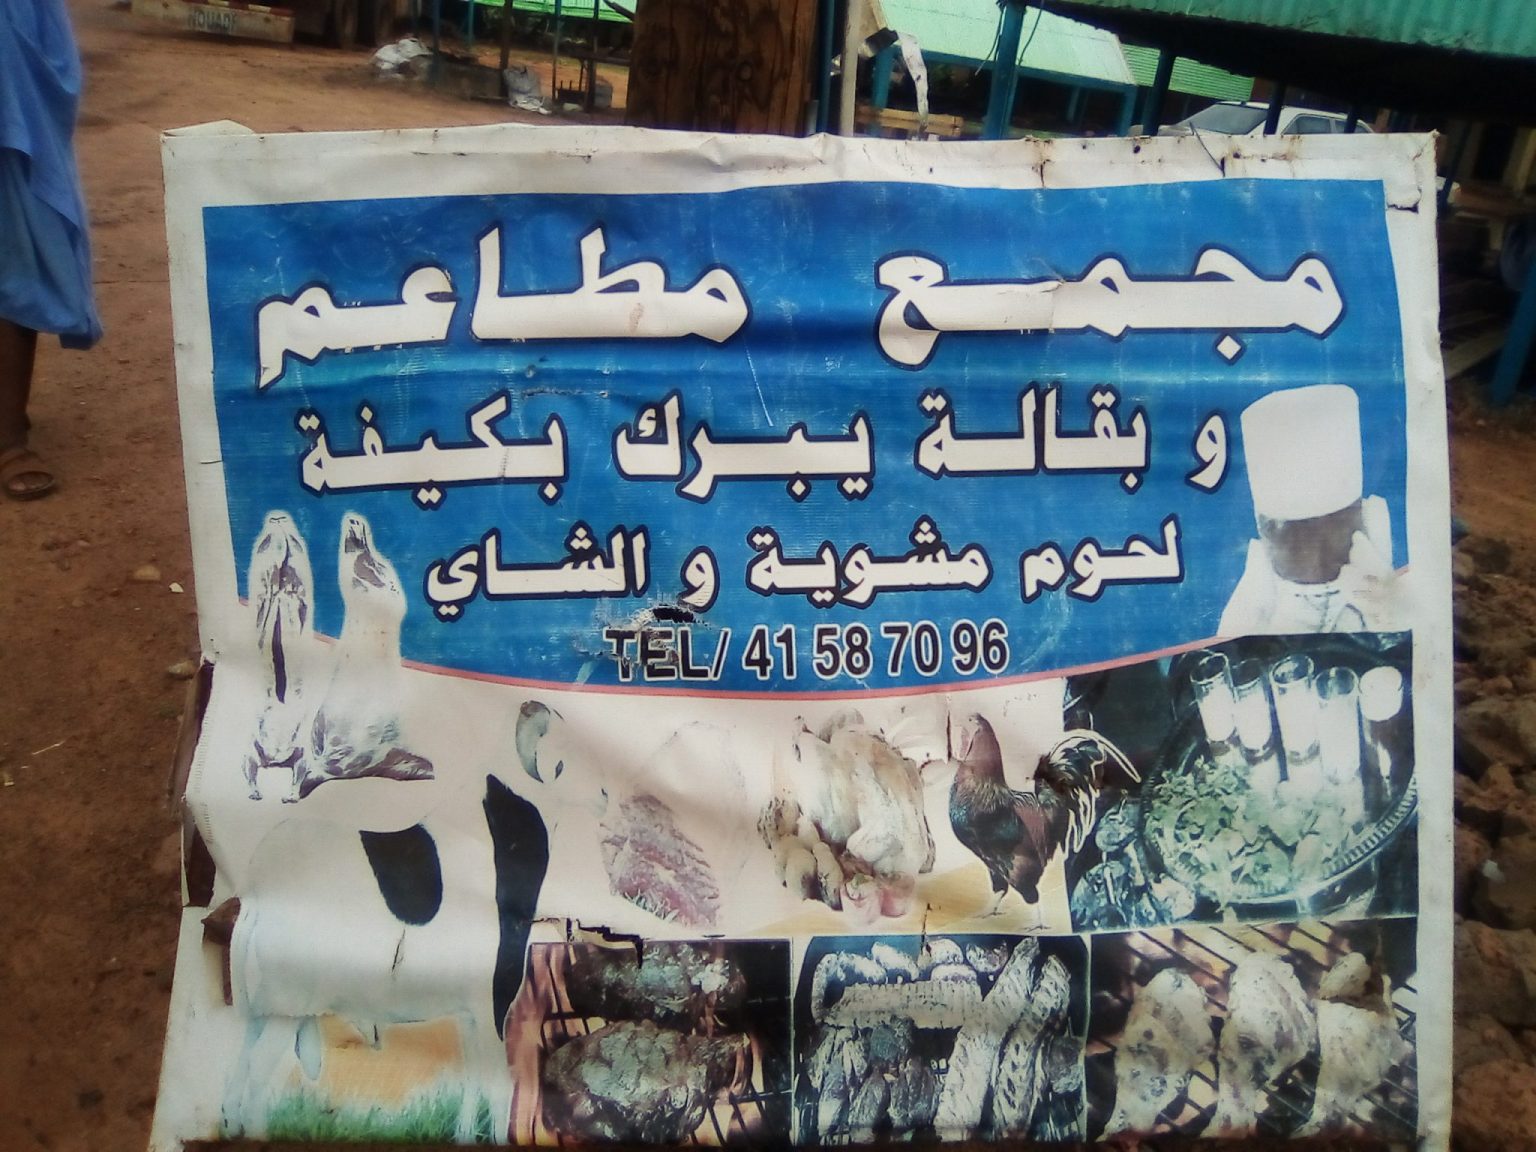 مجمع مطاعم
و بقالة يبرك بكيفة
لحوم مشوية و الشاي
TEL/ 41 58 70 96